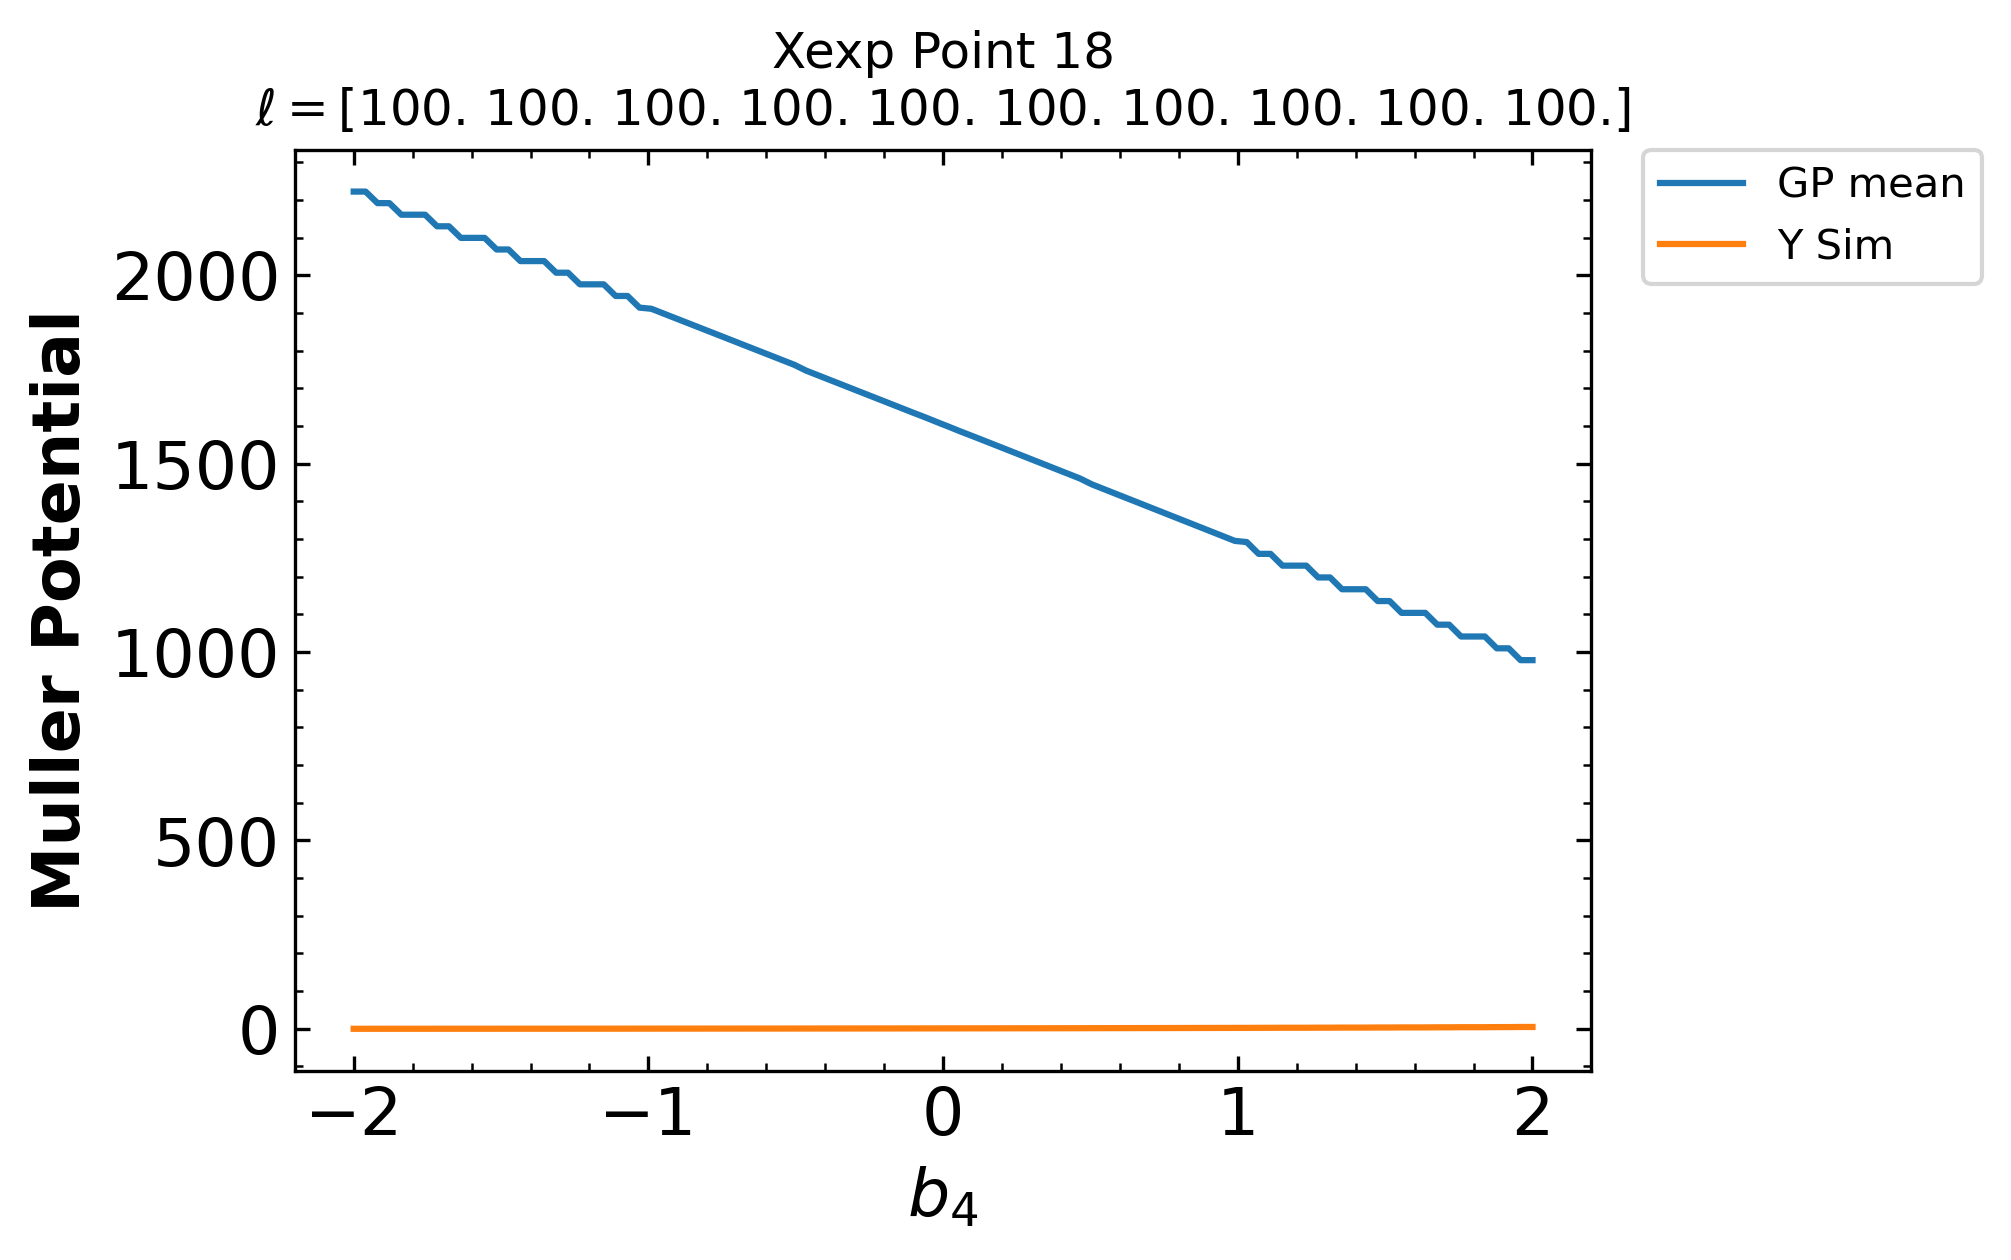 Xexp Point 18
ℓ = [100. 100. 100. 100. 100. 100. 100. 100. 100. 100.]
GP mean
Y Sim
Muller Potential
2000
1500
1000
500
0
−2
−1
0
1
2
b₄